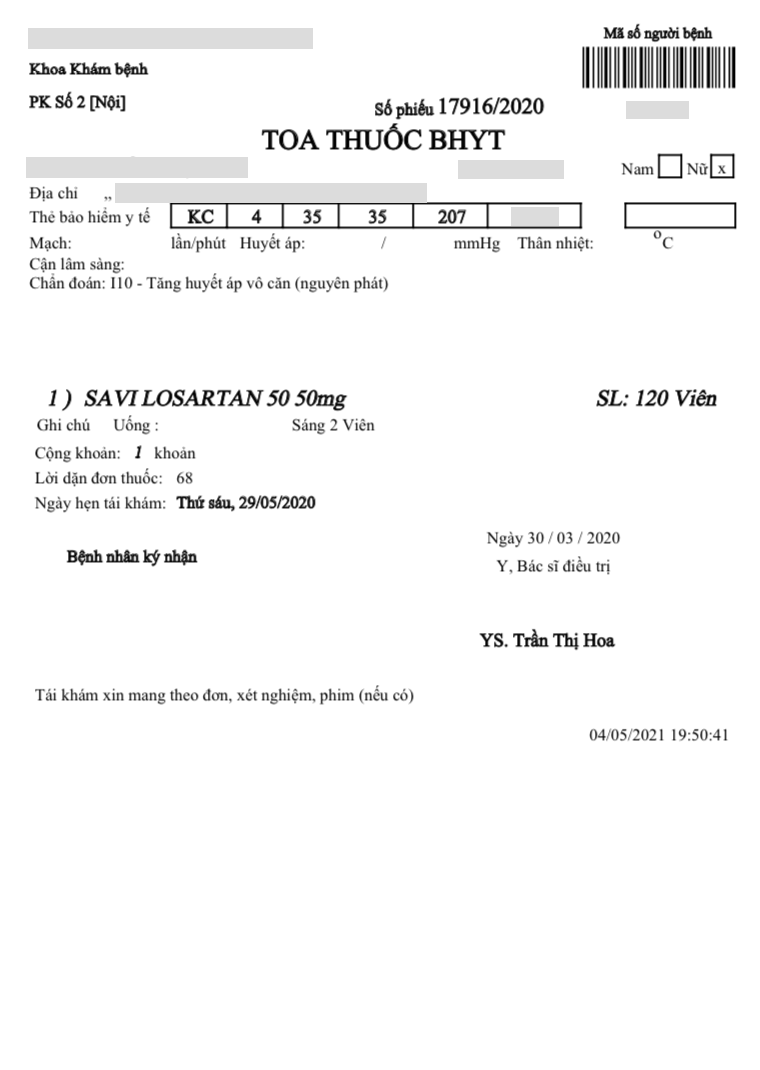 Mã số người bệnh
Khoa Khám bệnh
PK Số 2 [Nội]
Số phiếu 17916/2020
TOA THUỐC BHYT
Nam Nữ x
Địa chỉ ,,
Thẻ bảo hiểm y tế KC 4 35 35 207
Mạch: lần/phút Huyết áp: / mmHg Thân nhiệt: °C
Cận lâm sàng:
Chẩn đoán: I10 - Tăng huyết áp vô căn (nguyên phát)
1 ) SAVI LOSARTAN 50 50mg SL: 120 Viên
Ghi chú Uống : Sáng 2 Viên
Cộng khoản: 1 khoản
Lời dặn đơn thuốc: 68
Ngày hẹn tái khám: Thứ sáu, 29/05/2020
Ngày 30 / 03 / 2020
Bệnh nhân ký nhận
Y, Bác sĩ điều trị
YS. Trần Thị Hoa
Tái khám xin mang theo đơn, xét nghiệm, phim (nếu có)
04/05/2021 19:50:41